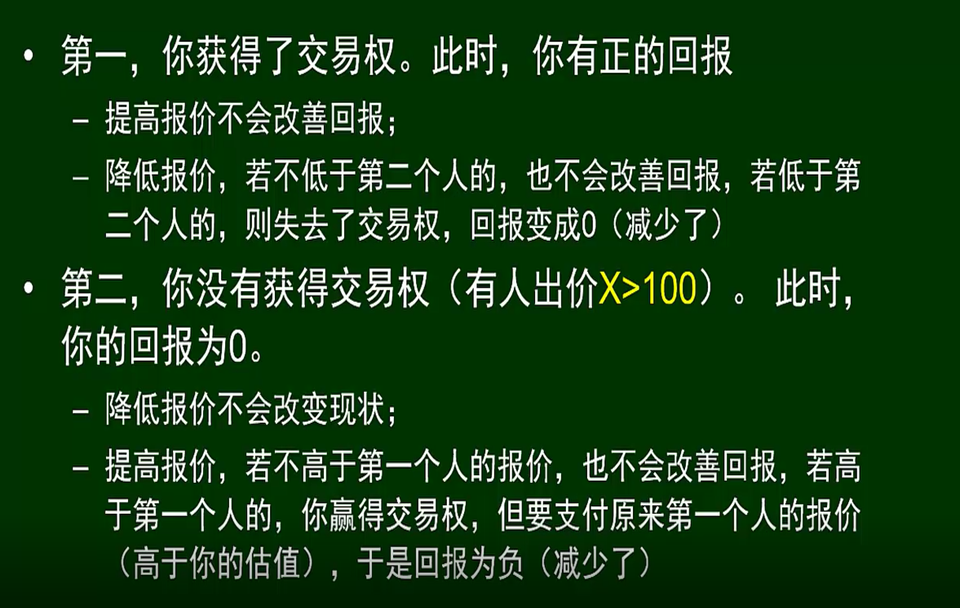 • 第一，你获得了交易权。此时，你有正的回报
– 提高报价不会改善回报；
– 降低报价，若不低于第二个人的，也不会改善回报，若低于第
二个人的，则失去了交易权，回报变成0（减少了）
• 第二，你没有获得交易权（有人出价X>100）。 此时，
你的回报为0。
– 降低报价不会改变现状；
– 提高报价，若不高于第一个人的报价，也不会改善回报，若高
于第一个人的，你赢得交易权，但要支付原来第一个人的报价
（高于你的估值），于是回报为负（减少了）